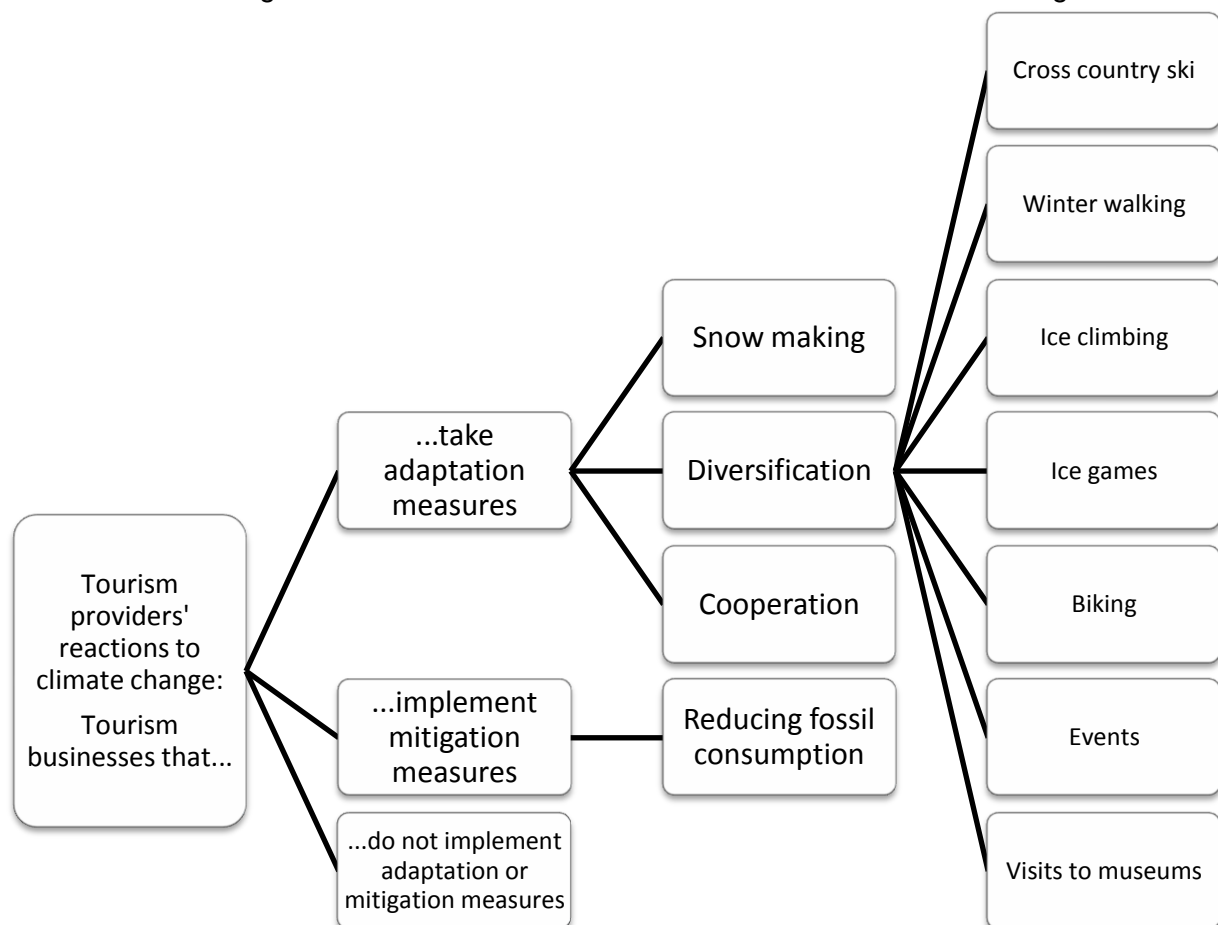 Cross country ski
Winter walking
Snow making
Ice climbing
...take
adaptation
measures
Diversification
Ice games
Tourism
providers'
reactions to
climate change:
Tourism
businesses that...
Cooperation
Biking
...implement
mitigation
measures
Reducing fossil
consumption
Events
...do not implement
adaptation or
mitigation measures
Visits to museums